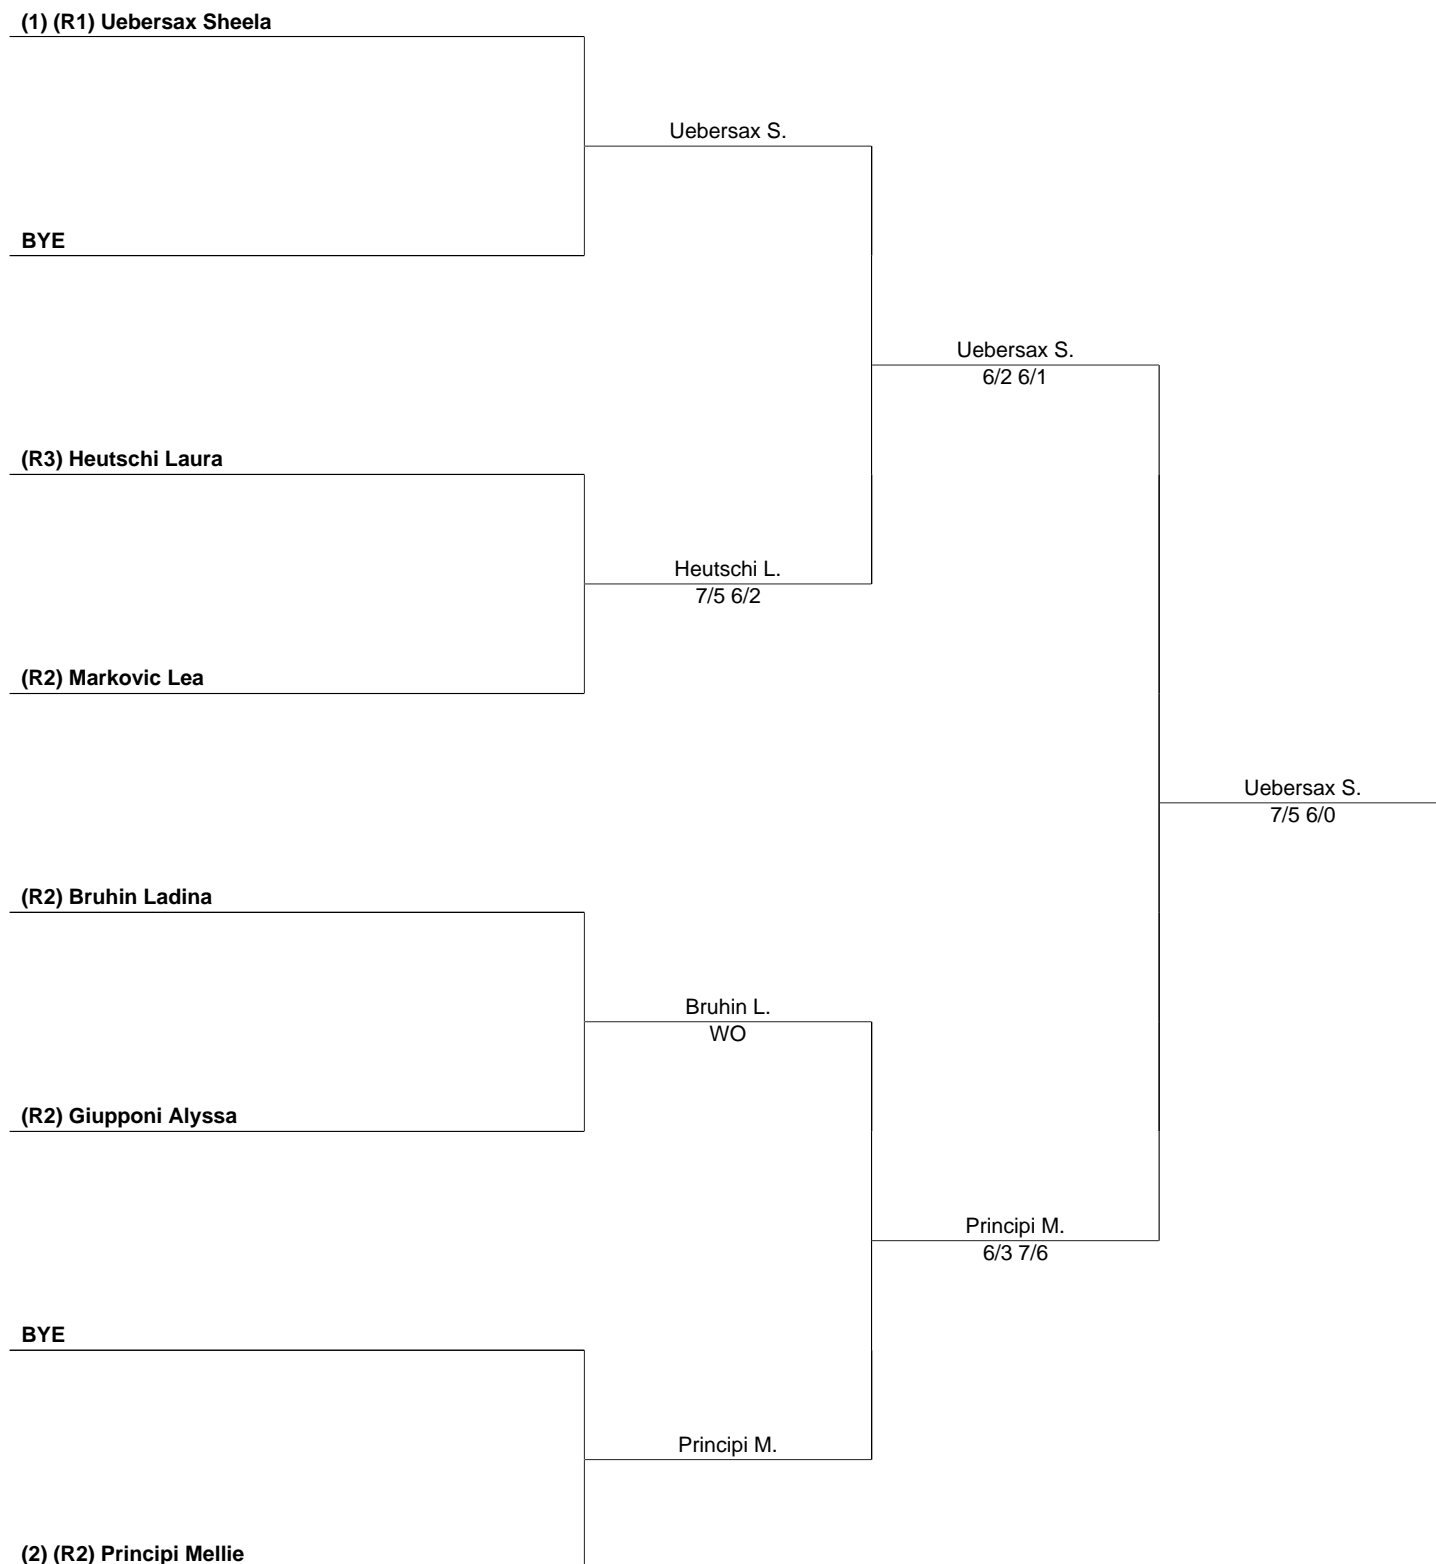 (1) (R1) Uebersax Sheela
Uebersax S.
BYE
Uebersax S.
6/2 6/1
(R3) Heutschi Laura
Heutschi L.
7/5 6/2
(R2) Markovic Lea
Uebersax S.
7/5 6/0
(R2) Bruhin Ladina
Bruhin L.
WO
(R2) Giupponi Alyssa
Principi M.
6/3 7/6
BYE
Principi M.
(2) (R2) Principi Mellie